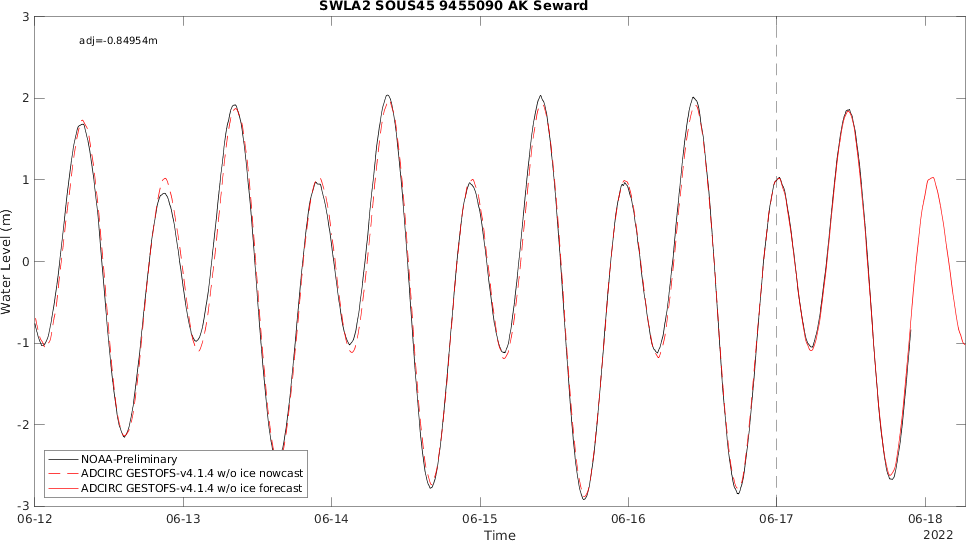 SWLA2 SOUS45 9455090 AK Seward
adj=-0.84954m
3
2
1
0
-1
-2
-3
Water Level (m)
NOAA-Preliminary
ADCIRC GESTOFS-v4.1.4 w/o ice nowcast
ADCIRC GESTOFS-v4.1.4 w/o ice forecast
06-12 06-13 06-14 06-15 06-16 06-17 06-18
Time
2022